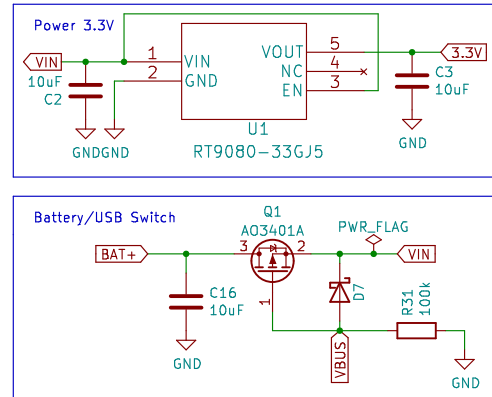 Power 3.3V
VIN
10uF
C2
GND
GND
1
2
VIN
GND
VOUT
NC
EN
5
4
3
U1
RT9080-33GJ5
3.3V
C3
10uF
GND
Battery/USB Switch
BAT+
C16
10uF
GND
Q1
AO3401A
3
2
1
PWR_FLAG
VIN
D7
VBUS
R31
100k
GND